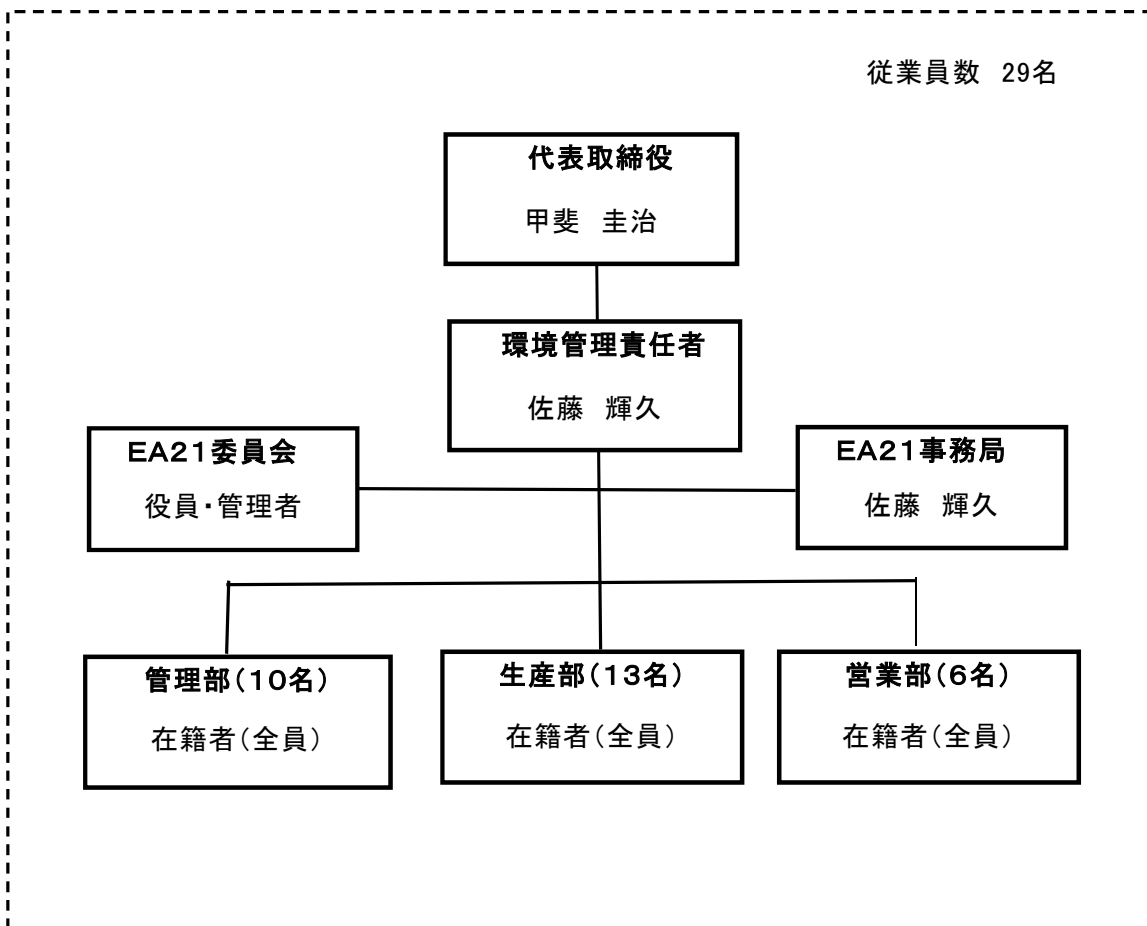 従業員数 29名
代表取締役
甲斐 圭治
環境管理責任者
佐藤 輝久
EA21委員会
役員・管理者
EA21事務局
佐藤 輝久
管理部(10名)
在籍者(全員)
生産部(13名)
在籍者(全員)
営業部(6名)
在籍者(全員)